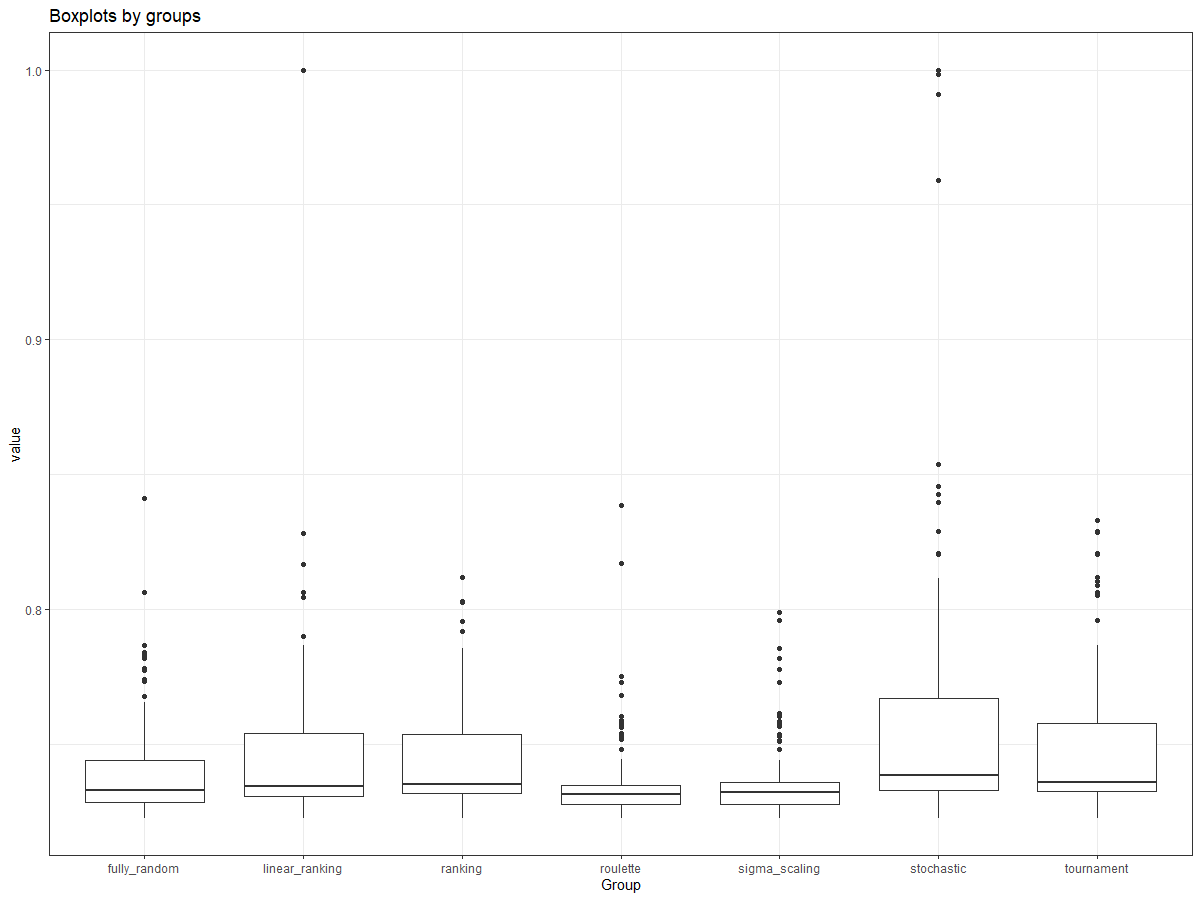 Boxplots by groups
1.0
0.9
0.8
value
fully_random linear_ranking ranking roulette sigma_scaling stochastic tournament
Group